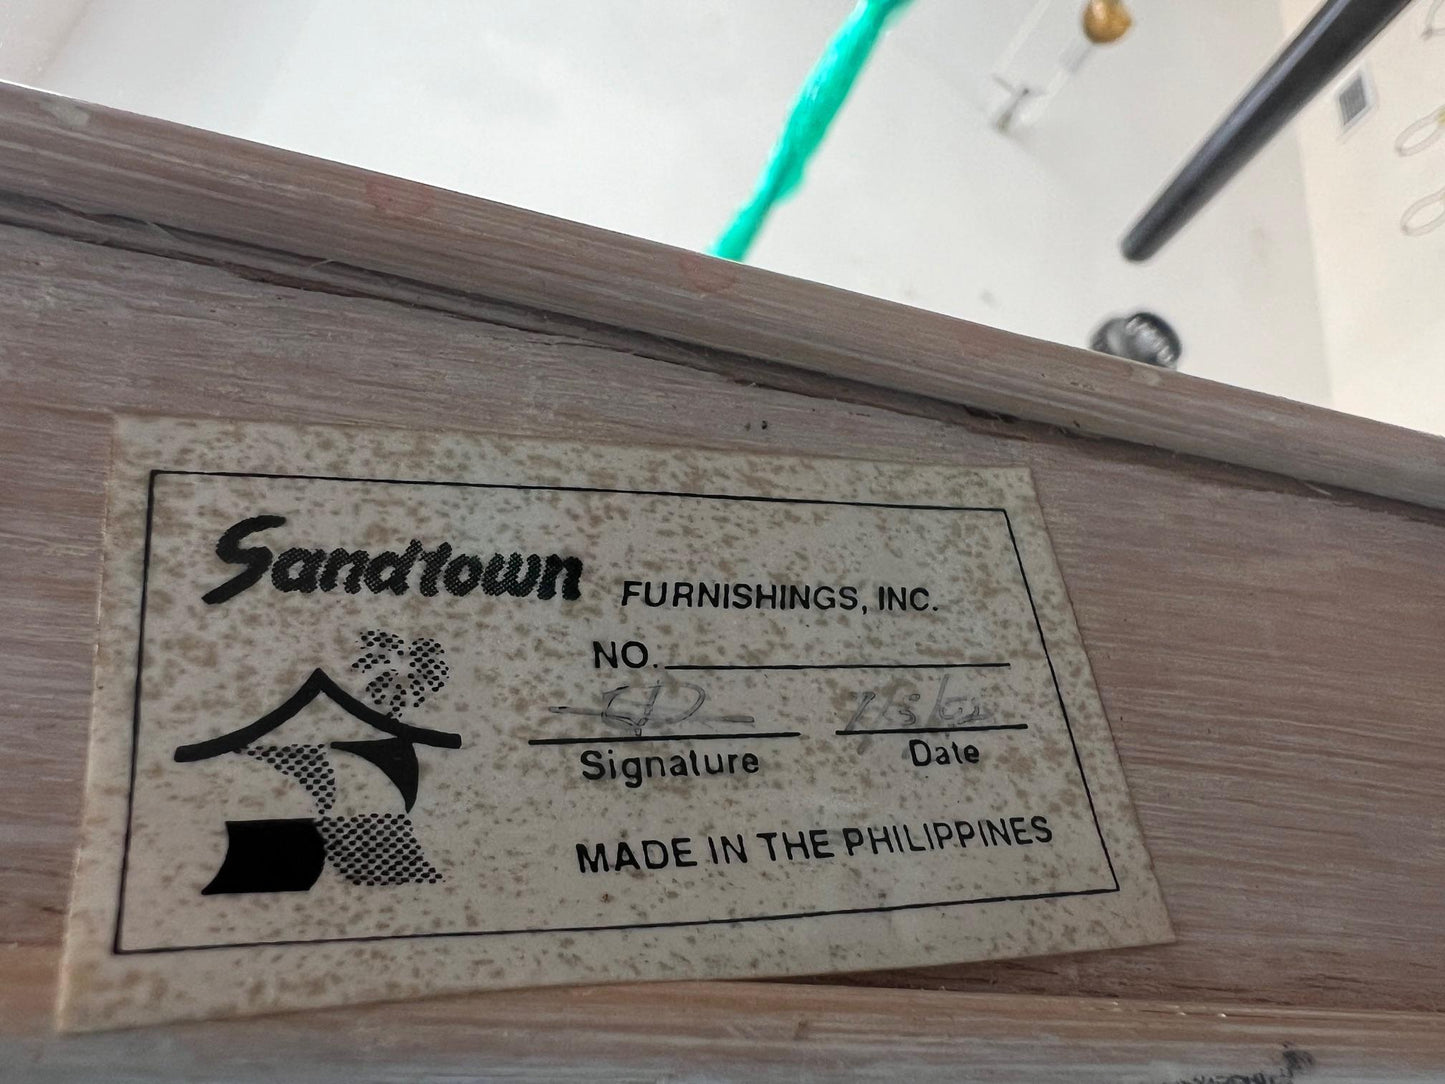 Sandtown FURNISHINGS, INC.
NO.
Signature
Date
MADE IN THE PHILIPPINES